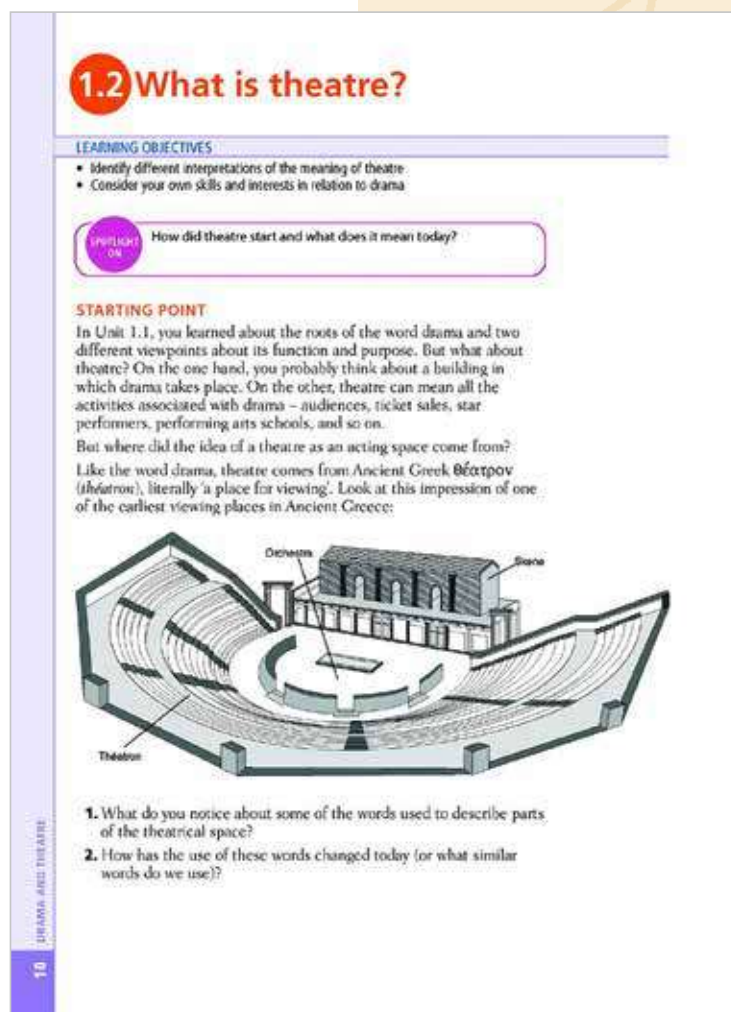 1.2 What is theatre?
LEARNING OBJECTIVES
• Identify different interpretations of the meaning of theatre
• Consider your own skills and interests in relation to drama
SPOTLIGHT
ON
How did theatre start and what does it mean today?
STARTING POINT
In Unit 1.1, you learned about the roots of the word drama and two
different viewpoints about its function and purpose. But what about
theatre? On the one hand, you probably think about a building in
which drama takes place. On the other, theatre can mean all the
activities associated with drama – audiences, ticket sales, star
performers, performing arts schools, and so on.
But where did the idea of a theatre as an acting space come from?
Like the word drama, theatre comes from Ancient Greek θέατρον
(théatron), literally 'a place for viewing'. Look at this impression of one
of the earliest viewing places in Ancient Greece:
Orchestra
Skene
Theatron
1. What do you notice about some of the words used to describe parts
of the theatrical space?
2. How has the use of these words changed today (or what similar
words do we use)?
DRAMA AND THEATRE
10